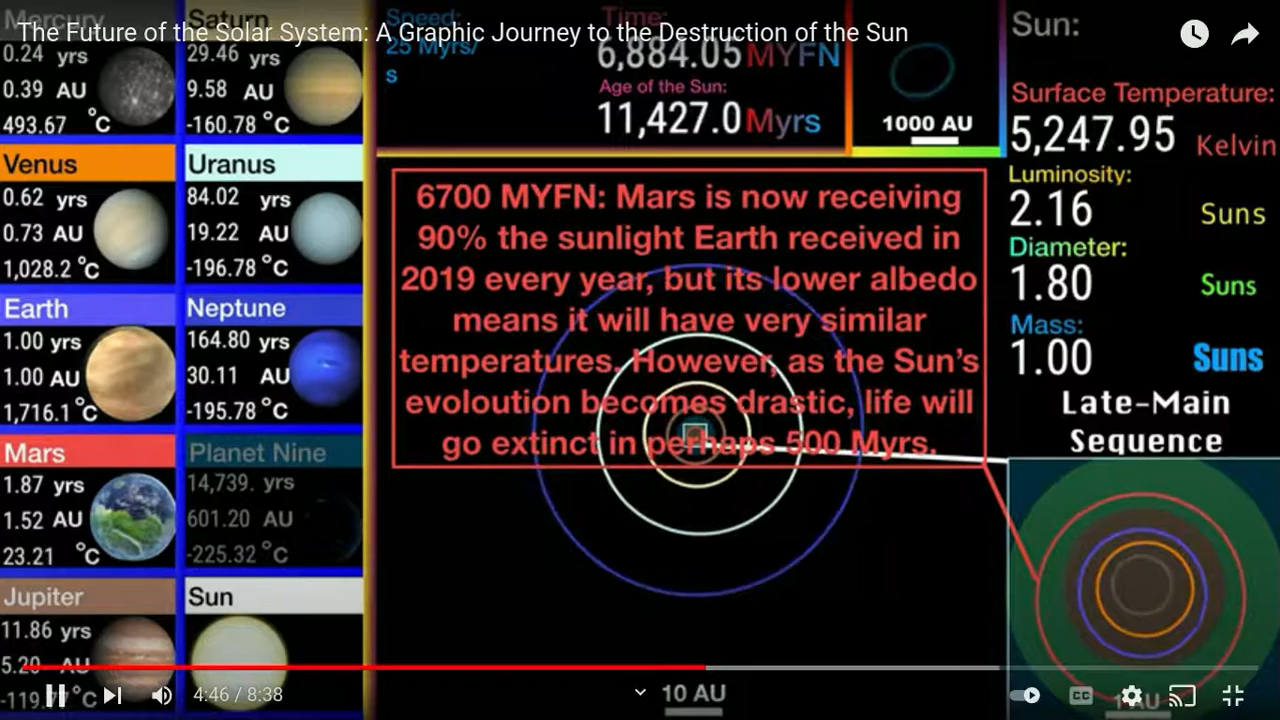 The Future of the Solar System: A Graphic Journey to the Destruction of the Sun
Mercury
0.24 yrs
0.39 AU
493.67 °C
Saturn
29.46 yrs
9.58 AU
-160.78 °C
Venus
0.62 yrs
0.73 AU
1,028.2 °C
Uranus
84.02 yrs
19.22 AU
-196.78 °C
Earth
1.00 yrs
1.00 AU
1,716.1 °C
Neptune
164.80 yrs
30.11 AU
-195.78 °C
Mars
1.87 yrs
1.52 AU
23.21 °C
Planet Nine
14,739. yrs
601.20 AU
-225.32 °C
Jupiter
11.86 yrs
5.20 AU
Sun
Speed:
25 Myrs/
s
Time:
6,884.05 MYFN
Age of the Sun:
11,427.0 Myrs
1000 AU
6700 MYFN: Mars is now receiving
90% the sunlight Earth received in
2019 every year, but its lower albedo
means it will have very similar
temperatures. However, as the Sun's
evoloution becomes drastic, life will
go extinct in perhaps 500 Myrs.
10 AU
Sun:
Surface Temperature:
5,247.95 Kelvin
Luminosity:
2.16 Suns
Diameter:
1.80 Suns
Mass:
1.00 Suns
Late-Main
Sequence
1 AU
4:46 / 8:38
CC